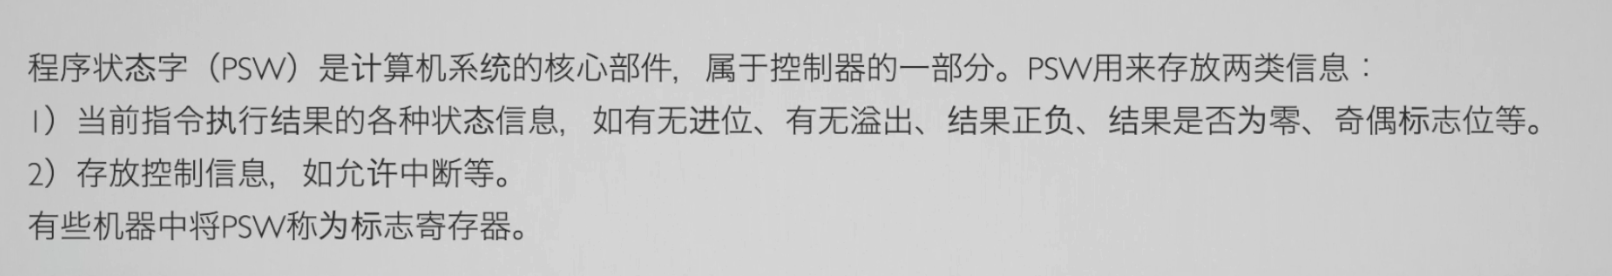 程序状态字（PSW）是计算机系统的核心部件，属于控制器的一部分。PSW用来存放两类信息：
1）当前指令执行结果的各种状态信息，如有无进位、有无溢出、结果正负、结果是否为零、奇偶标志位等。
2）存放控制信息，如允许中断等。
有些机器中将PSW称为标志寄存器。